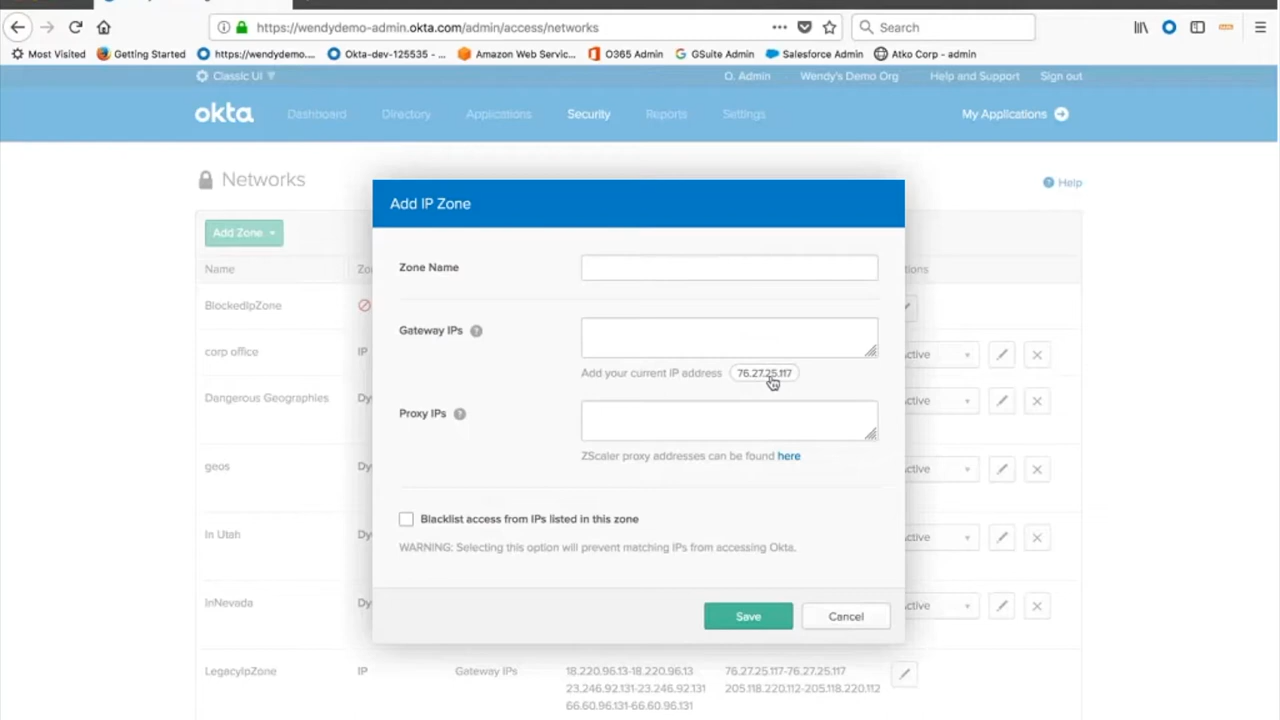 https://wendydemo-admin.okta.com/admin/access/networks
Search
Most Visited Getting Started https://wendydemo.... Okta-dev-125535 - ... Amazon Web Servic... O365 Admin GSuite Admin Salesforce Admin Atko Corp - admin
Classic UI O. Admin Wendy's Demo Org Help and Support Sign out
okta Dashboard Directory Applications Security Reports Settings My Applications
Networks Help
Add IP Zone
Add Zone
Name
Zone Name
BlockedIpZone
Gateway IPs
corp office IP
Add your current IP address 76.27.25.117
Dangerous Geographies
Proxy IPs
ZScaler proxy addresses can be found here
geos
Blacklist access from IPs listed in this zone
In Utah
WARNING: Selecting this option will prevent matching IPs from accessing Okta.
InNevada
Save Cancel
LegacyIpZone IP Gateway IPs 18.220.96.13-18.220.96.13 76.27.25.117-76.27.25.117
23.246.92.131-23.246.92.131 205.118.220.112-205.118.220.112
66.60.96.131-66.60.96.131